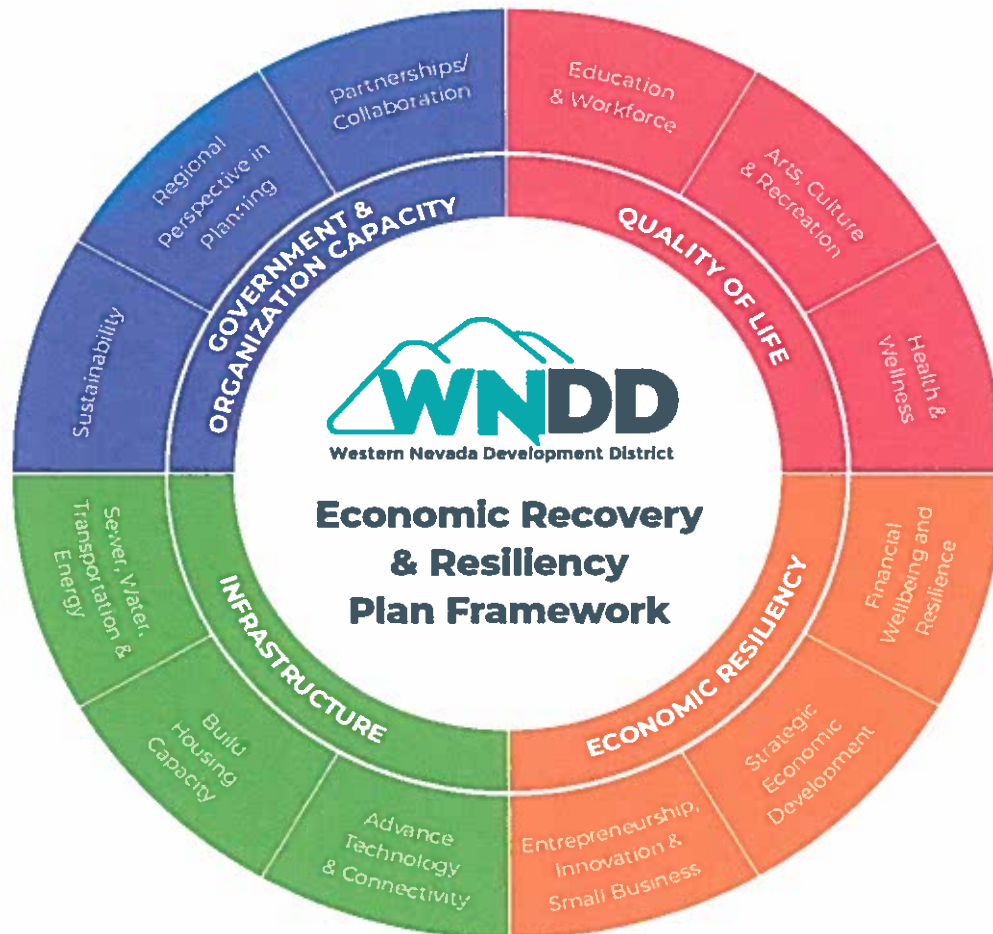 Partnerships/
Collaboration
Regional
Perspective in
Planning
Sustainability
GOVERNMENT &
ORGANIZATION CAPACITY
Education
& Workforce
Arts, Culture
& Recreation
Health &
Wellness
QUALITY OF LIFE
WNDD
Western Nevada Development District
Economic Recovery
& Resiliency
Plan Framework
Sewer, Water,
Transportation &
Energy
Build
Housing
Capacity
Advance
Technology
& Connectivity
INFRASTRUCTURE
Financial
Wellbeing and
Resilience
Strategic
Economic
Development
Entrepreneurship,
Innovation &
Small Business
ECONOMIC RESILIENCY